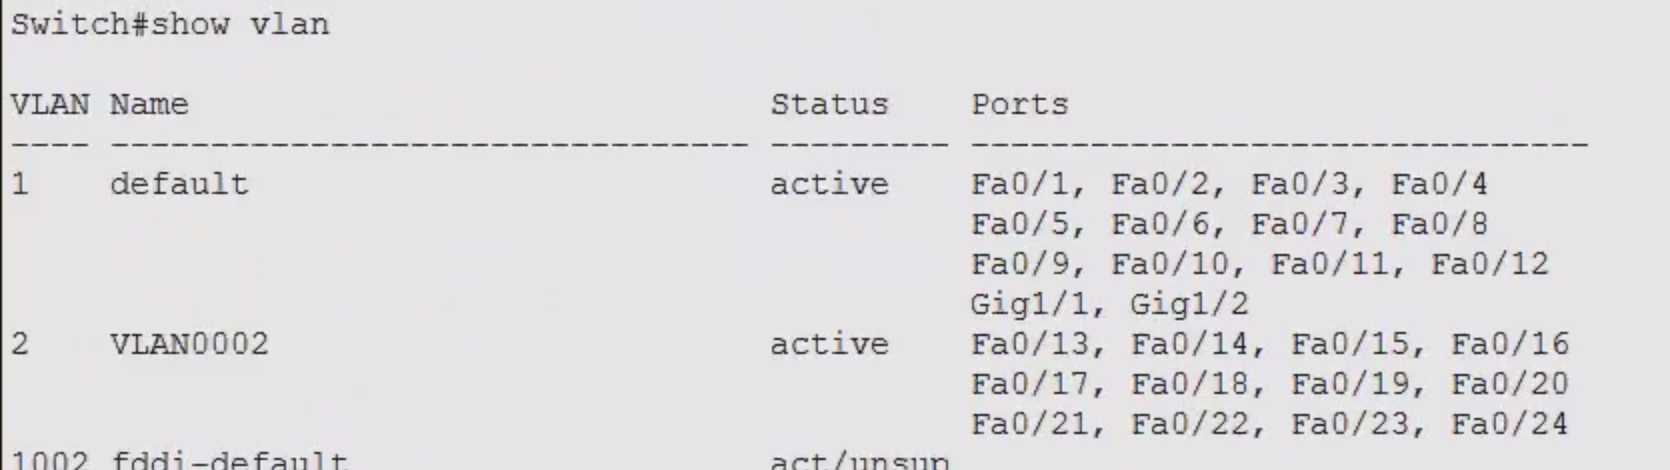 Switch#show vlan
VLAN Name Status Ports
---- -------------------------------- --------- -------------------------------
1 default active Fa0/1, Fa0/2, Fa0/3, Fa0/4
Fa0/5, Fa0/6, Fa0/7, Fa0/8
Fa0/9, Fa0/10, Fa0/11, Fa0/12
Gig1/1, Gig1/2
2 VLAN0002 active Fa0/13, Fa0/14, Fa0/15, Fa0/16
Fa0/17, Fa0/18, Fa0/19, Fa0/20
Fa0/21, Fa0/22, Fa0/23, Fa0/24
1002 fddi-default act/unsup